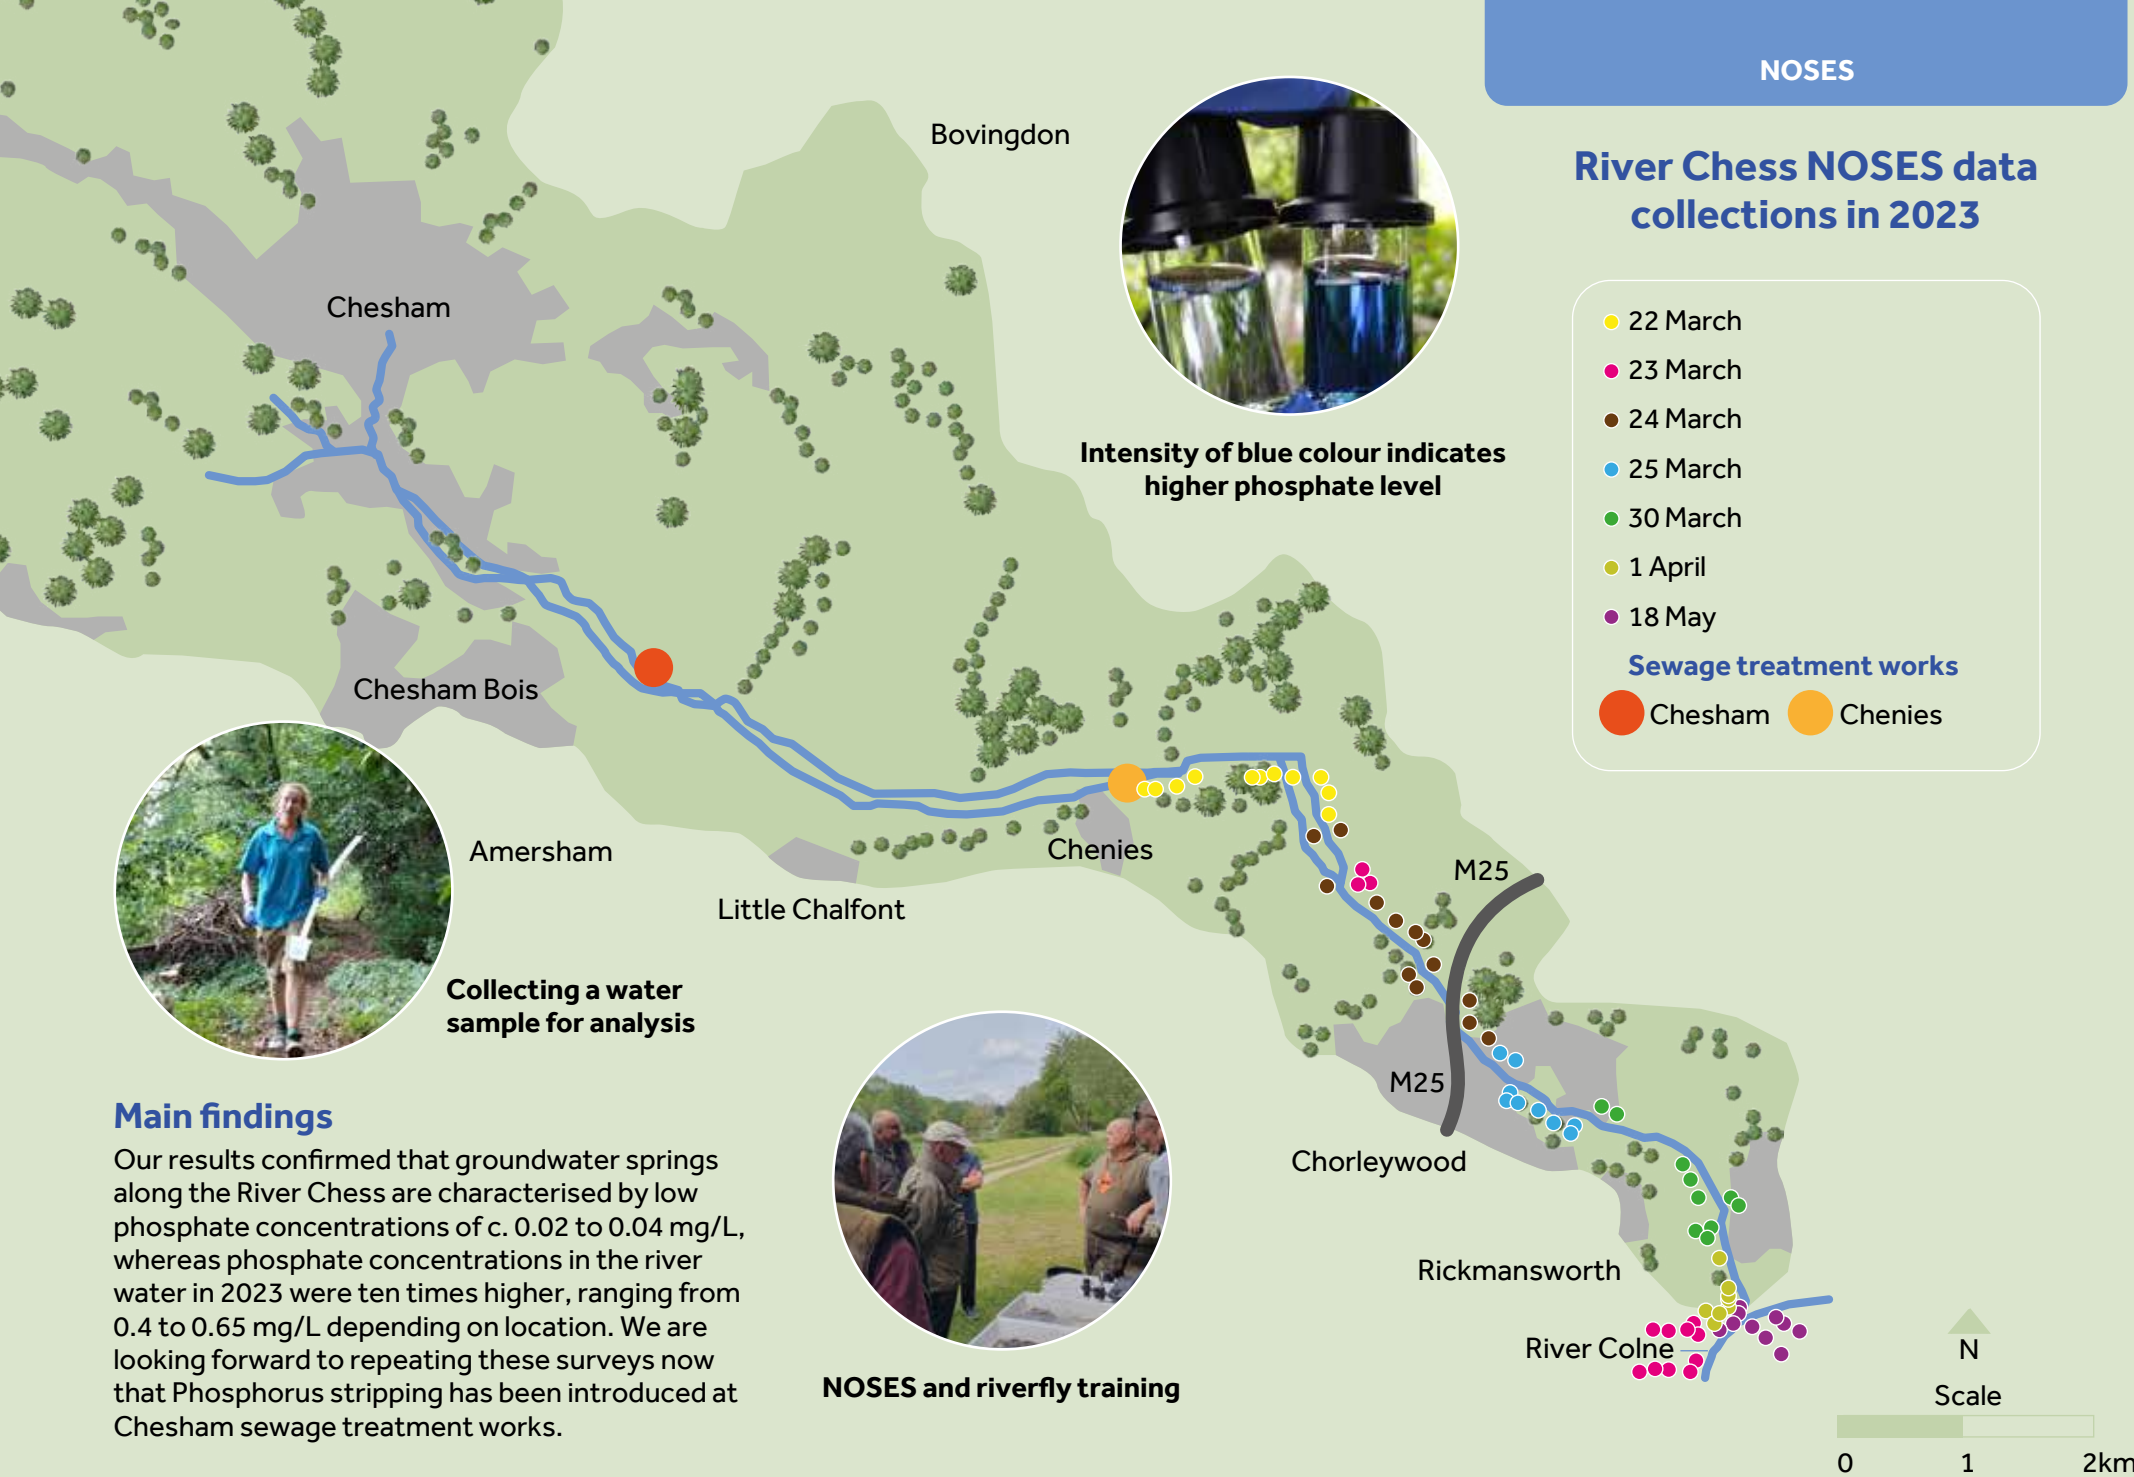 NOSES
River Chess NOSES data
collections in 2023
22 March
23 March
24 March
25 March
30 March
1 April
18 May
Sewage treatment works
Chesham
Chenies
Bovingdon
Chesham
Intensity of blue colour indicates
higher phosphate level
Chesham Bois
Amersham
Little Chalfont
Chenies
M25
M25
Collecting a water
sample for analysis
Chorleywood
Rickmansworth
River Colne
Main findings
Our results confirmed that groundwater springs
along the River Chess are characterised by low
phosphate concentrations of c. 0.02 to 0.04 mg/L,
whereas phosphate concentrations in the river
water in 2023 were ten times higher, ranging from
0.4 to 0.65 mg/L depending on location. We are
looking forward to repeating these surveys now
that Phosphorus stripping has been introduced at
Chesham sewage treatment works.
NOSES and riverfly training
N
Scale
0 1 2km